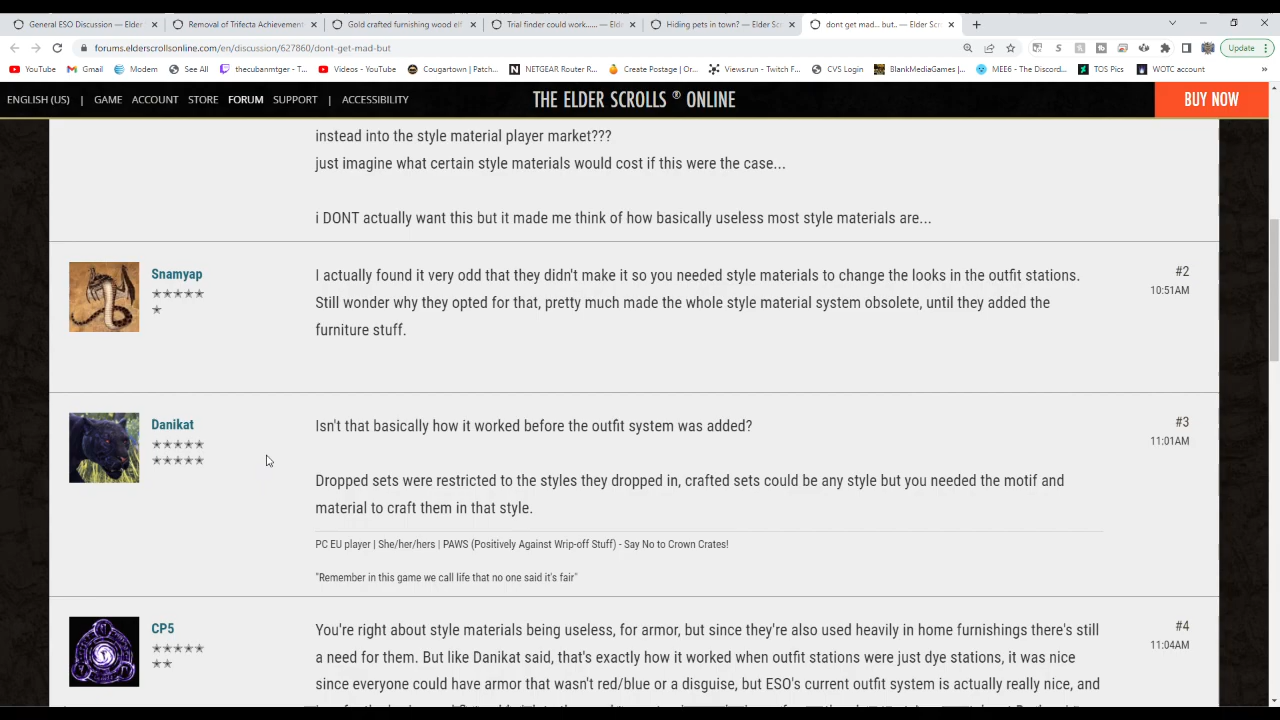 General ESO Discussion — Elder Sc
Removal of Trifecta Achievement
Gold crafted furnishing wood elf
Trial finder could work...... — Eld
Hiding pets in town? — Elder Scr
dont get mad... but.. — Elder Scr
forums.elderscrollsonline.com/en/discussion/627860/dont-get-mad-but
Update
YouTube
Gmail
Modem
See All
thecubanmtger - T...
Videos - YouTube
Cougartown | Patch...
NETGEAR Router R...
Create Postage | Or...
Views.run - Twitch F...
CVS Login
BlankMediaGames |...
MEE6 - The Discord...
TOS Pics
WOTC account
»
ENGLISH (US) | GAME ACCOUNT STORE FORUM SUPPORT | ACCESSIBILITY
THE ELDER SCROLLS ® ONLINE
BUY NOW
instead into the style material player market???
just imagine what certain style materials would cost if this were the case...
i DONT actually want this but it made me think of how basically useless most style materials are...
Snamyap
#2
10:51AM
I actually found it very odd that they didn't make it so you needed style materials to change the looks in the outfit stations.
Still wonder why they opted for that, pretty much made the whole style material system obsolete, until they added the
furniture stuff.
Danikat
#3
11:01AM
Isn't that basically how it worked before the outfit system was added?
Dropped sets were restricted to the styles they dropped in, crafted sets could be any style but you needed the motif and
material to craft them in that style.
PC EU player | She/her/hers | PAWS (Positively Against Wrip-off Stuff) - Say No to Crown Crates!
"Remember in this game we call life that no one said it's fair"
CP5
#4
11:04AM
You're right about style materials being useless, for armor, but since they're also used heavily in home furnishings there's still
a need for them. But like Danikat said, that's exactly how it worked when outfit stations were just dye stations, it was nice
since everyone could have armor that wasn't red/blue or a disguise, but ESO's current outfit system is actually really nice, and